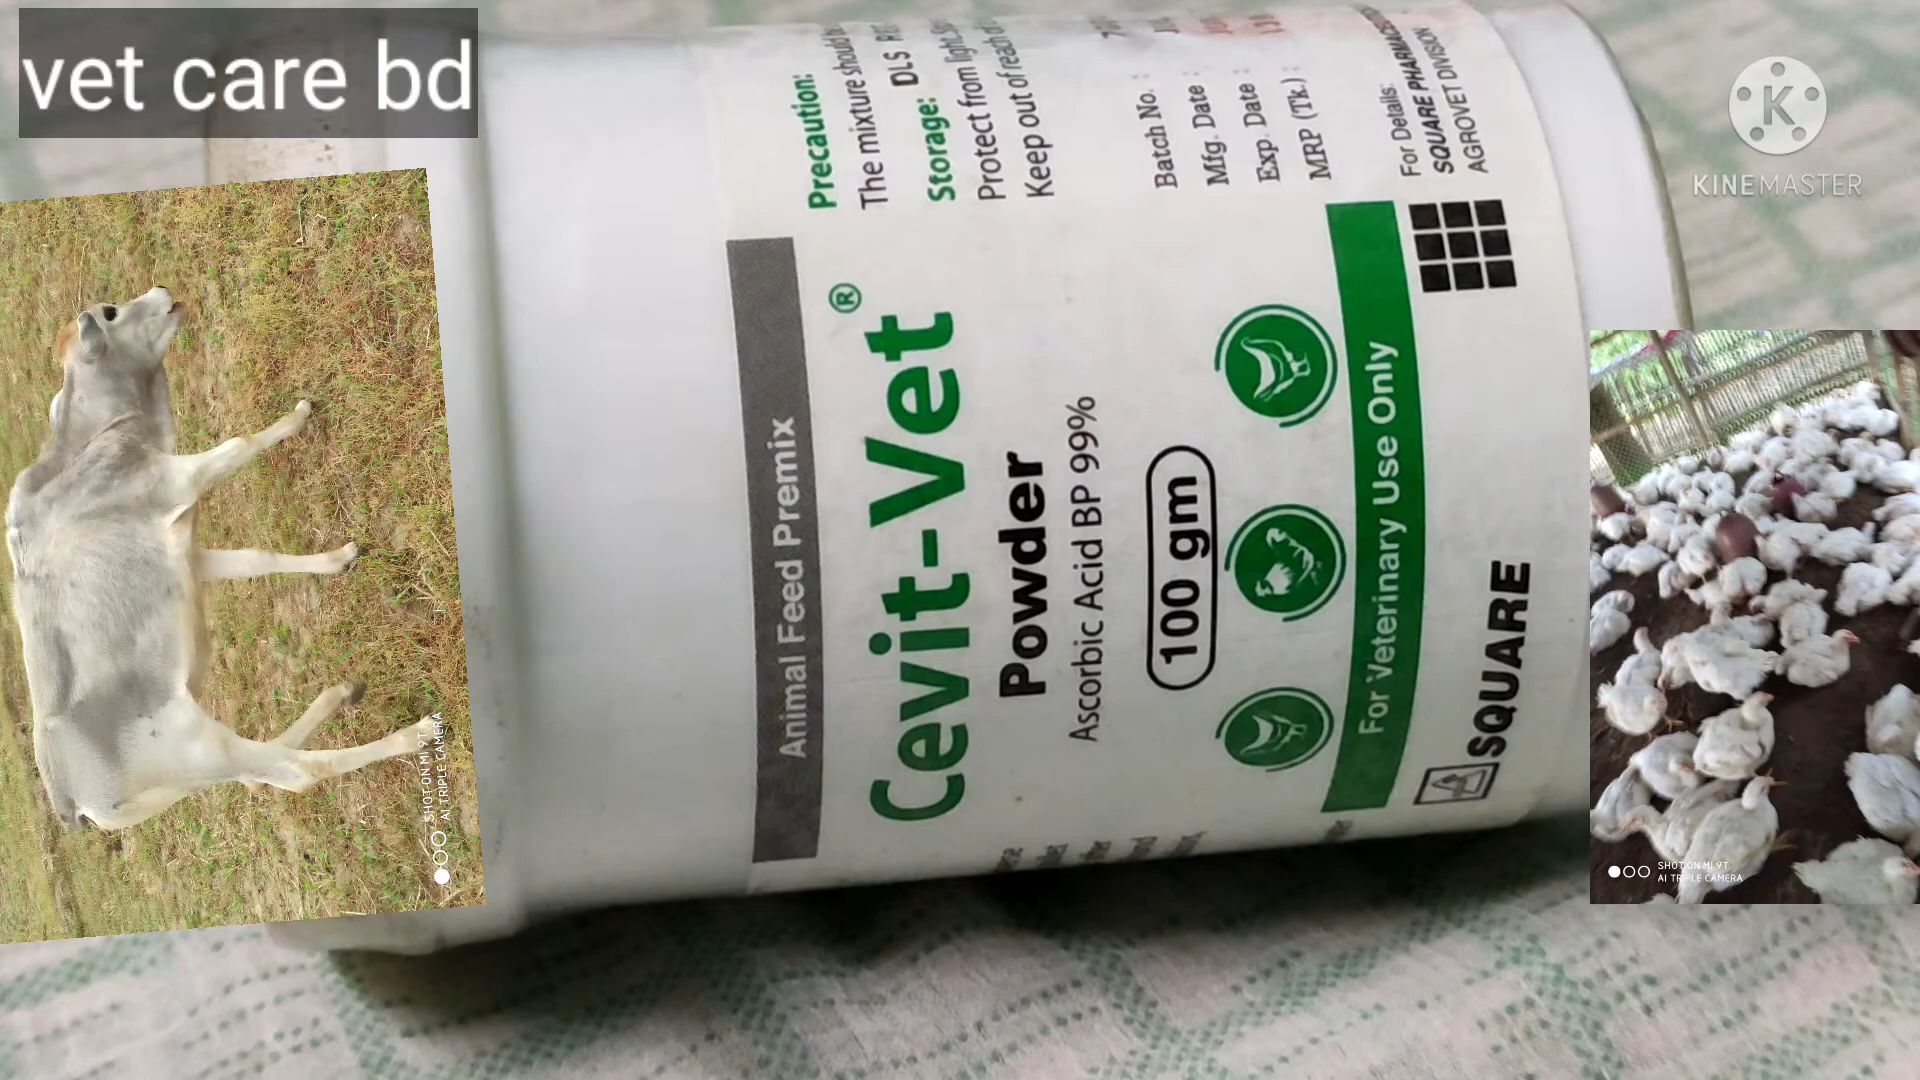 vet care bd
KINEMASTER
Animal Feed Premix
Cevit-Vet®
Powder
Ascorbic Acid BP 99%
100 gm
For Veterinary Use Only
SQUARE
Precaution:
The mixture should
Storage: DLS
Protect from light.
Keep out of reach of
Batch No. :
Mfg. Date :
Exp. Date :
MRP (Tk.) :
For Details:
SQUARE PHARMACEUTICALS
AGROVET DIVISION
SHOT ON MI 9T
AI TRIPLE CAMERA
SHOT ON MI 9T
AI TRIPLE CAMERA